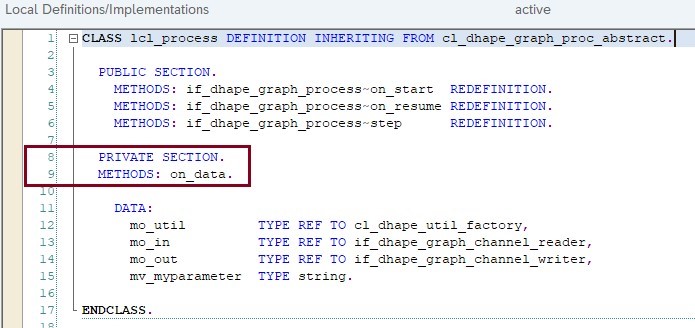 Local Definitions/Implementations active
1 CLASS lcl_process DEFINITION INHERITING FROM cl_dhape_graph_proc_abstract.
2
3 PUBLIC SECTION.
4 METHODS: if_dhape_graph_process~on_start REDEFINITION.
5 METHODS: if_dhape_graph_process~on_resume REDEFINITION.
6 METHODS: if_dhape_graph_process~step REDEFINITION.
7
8 PRIVATE SECTION.
9 METHODS: on_data.
10
11 DATA:
12 mo_util TYPE REF TO cl_dhape_util_factory,
13 mo_in TYPE REF TO if_dhape_graph_channel_reader,
14 mo_out TYPE REF TO if_dhape_graph_channel_writer,
15 mv_myparameter TYPE string.
16
17 ENDCLASS.
18